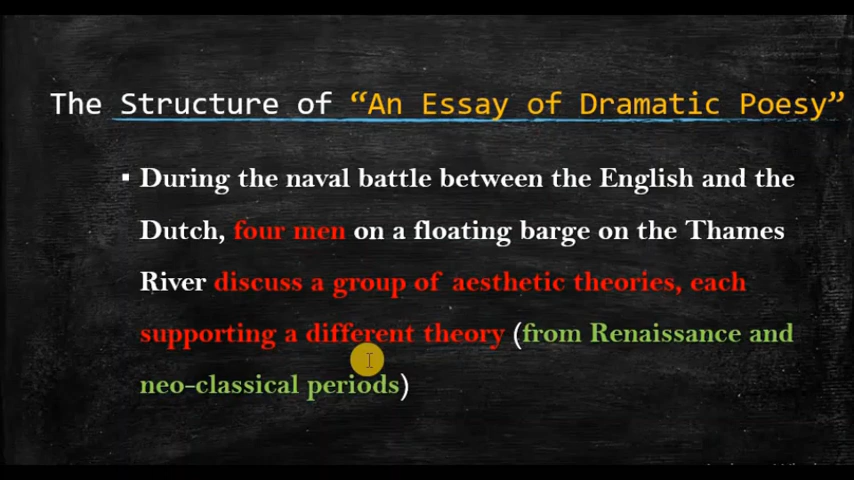 The Structure of “An Essay of Dramatic Poesy”
▪ During the naval battle between the English and the
Dutch, four men on a floating barge on the Thames
River discuss a group of aesthetic theories, each
supporting a different theory (from Renaissance and
neo-classical periods)